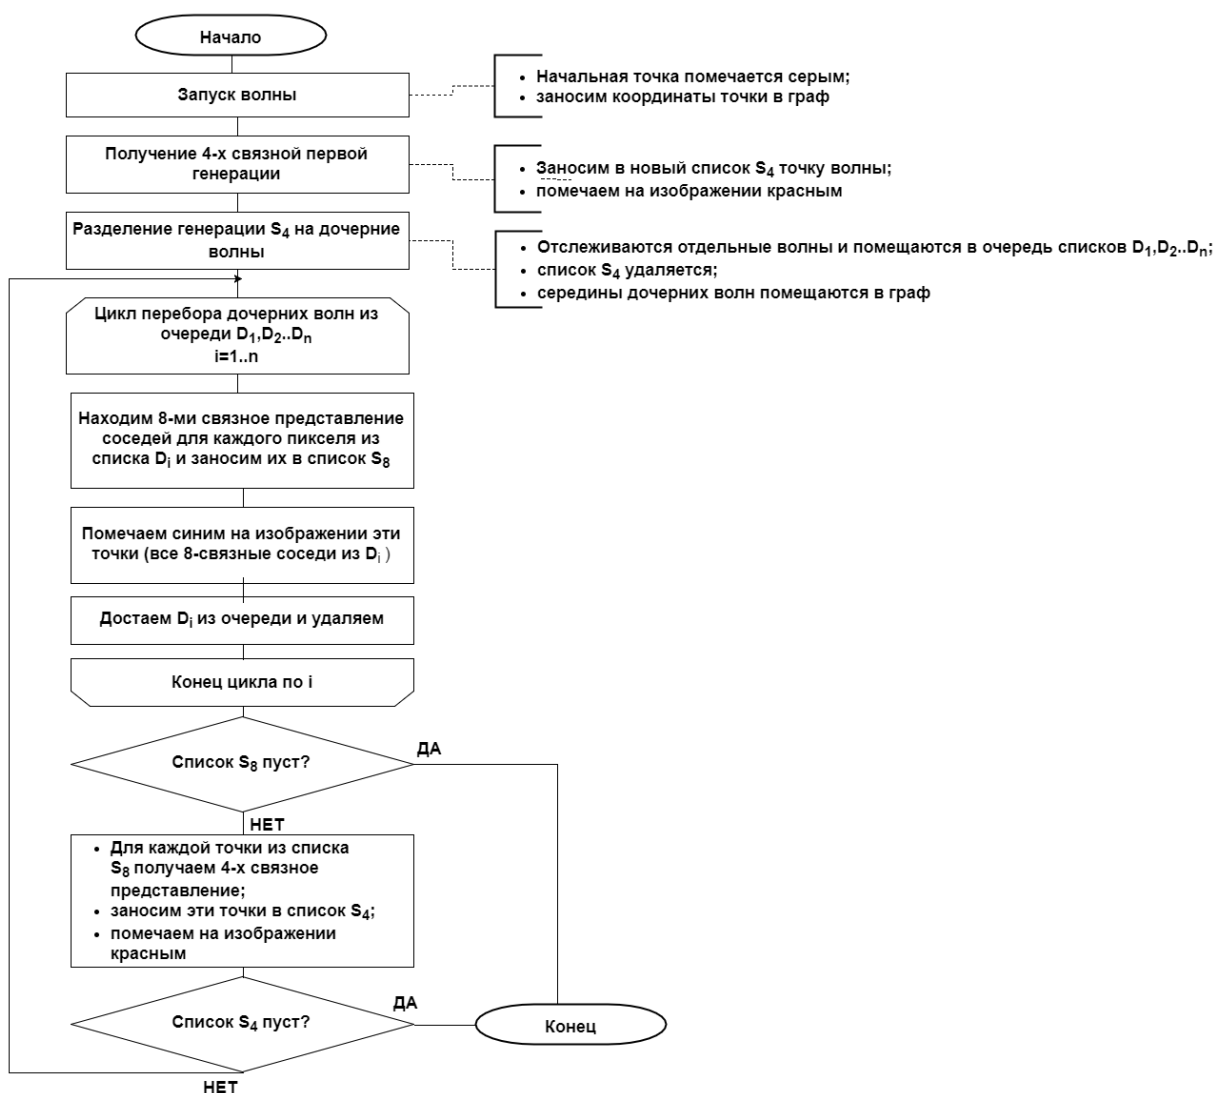 Начало
Запуск волны
• Начальная точка помечается серым;
• заносим координаты точки в граф
Получение 4-х связной первой
генерации
• Заносим в новый список S4 точку волны;
• помечаем на изображении красным
Разделение генерации S4 на дочерние
волны
• Отслеживаются отдельные волны и помещаются в очередь списков D1,D2..Dn;
• список S4 удаляется;
• середины дочерних волн помещаются в граф
Цикл перебора дочерних волн из
очереди D1,D2..Dn
i=1..n
Находим 8-ми связное представление
соседей для каждого пикселя из
списка Di и заносим их в список S8
Помечаем синим на изображении эти
точки (все 8-связные соседи из Di )
Достаем Di из очереди и удаляем
Конец цикла по i
Список S8 пуст?
ДА
НЕТ
• Для каждой точки из списка
S8 получаем 4-х связное
представление;
• заносим эти точки в список S4;
• помечаем на изображении
красным
Список S4 пуст?
ДА
Конец
НЕТ